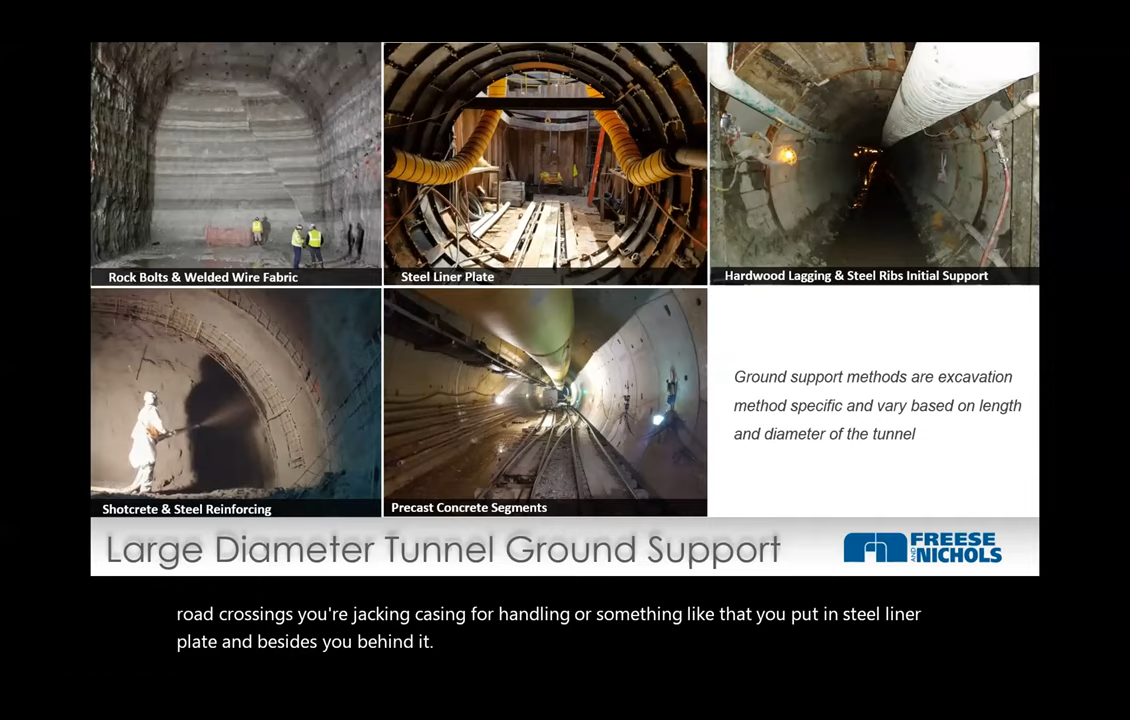 Rock Bolts & Welded Wire Fabric
Steel Liner Plate
Hardwood Lagging & Steel Ribs Initial Support
Shotcrete & Steel Reinforcing
Precast Concrete Segments
Ground support methods are excavation
method specific and vary based on length
and diameter of the tunnel
Large Diameter Tunnel Ground Support
FREESE
AND NICHOLS
road crossings you're jacking casing for handling or something like that you put in steel liner
plate and besides you behind it.